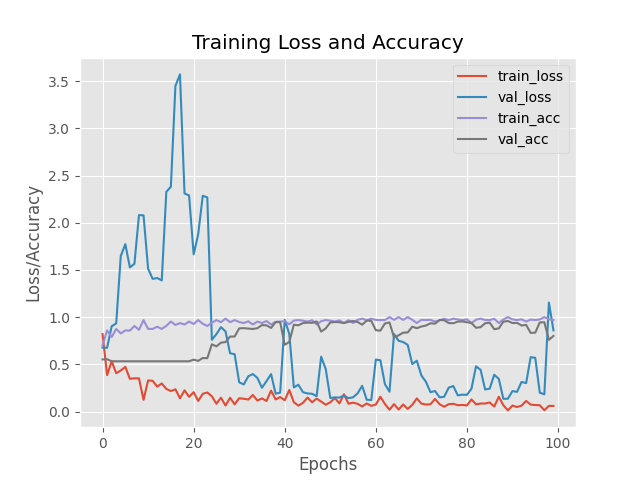 Training Loss and Accuracy
train_loss
val_loss
train_acc
val_acc
Loss/Accuracy
3.5
3.0
2.5
2.0
1.5
1.0
0.5
0.0
0 20 40 60 80 100
Epochs